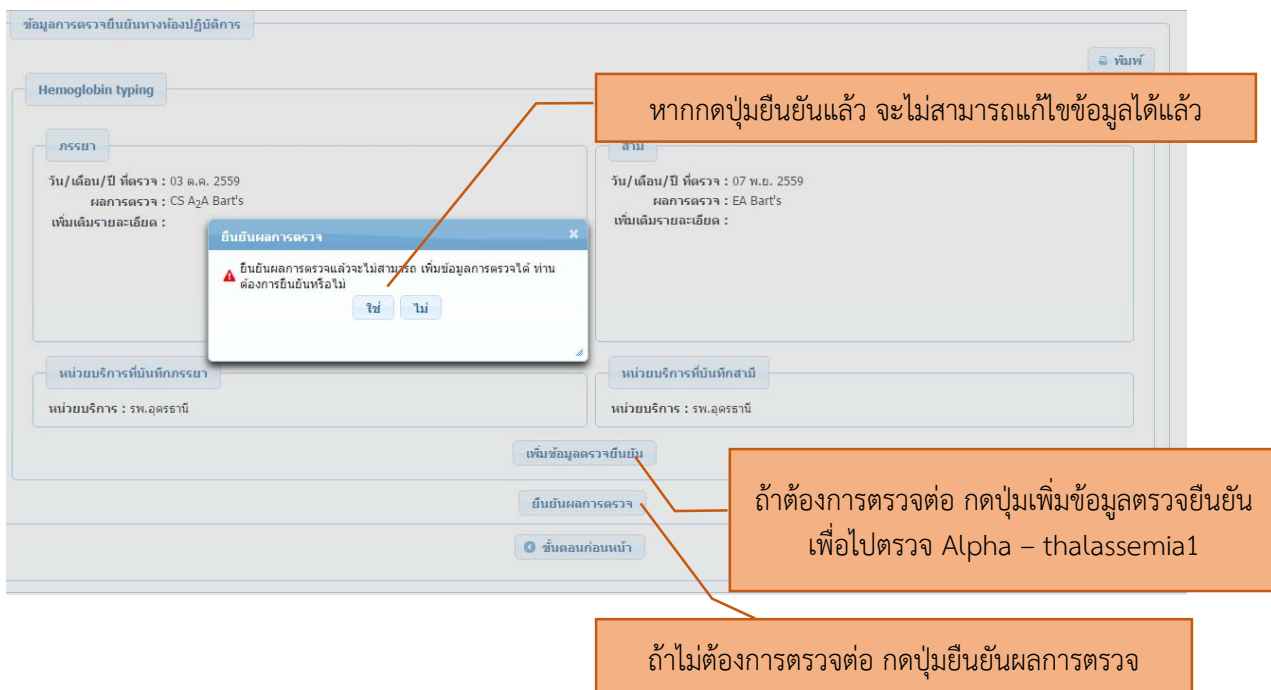 ข้อมูลการตรวจยืนยันทางห้องปฏิบัติการ
พิมพ์
Hemoglobin typing
หากกดปุ่มยืนยันแล้ว จะไม่สามารถแก้ไขข้อมูลได้แล้ว
ภรรยา
สามี
วัน/เดือน/ปี ที่ตรวจ : 03 ต.ค. 2559
ผลการตรวจ : CS A₂A Bart's
เพิ่มเติมรายละเอียด :
วัน/เดือน/ปี ที่ตรวจ : 07 พ.ย. 2559
ผลการตรวจ : EA Bart's
เพิ่มเติมรายละเอียด :
ยืนยันผลการตรวจ
ยืนยันผลการตรวจแล้วจะไม่สามารถ เพิ่มข้อมูลการตรวจได้ ท่าน
ต้องการยืนยันหรือไม่
ใช่ ไม่
หน่วยบริการที่บันทึกภรรยา
หน่วยบริการ : รพ.อุดรธานี
หน่วยบริการที่บันทึกสามี
หน่วยบริการ : รพ.อุดรธานี
เพิ่มข้อมูลตรวจยืนยัน
ยืนยันผลการตรวจ
ขั้นตอนก่อนหน้า
ถ้าต้องการตรวจต่อ กดปุ่มเพิ่มข้อมูลตรวจยืนยัน
เพื่อไปตรวจ Alpha – thalassemia1
ถ้าไม่ต้องการตรวจต่อ กดปุ่มยืนยันผลการตรวจ